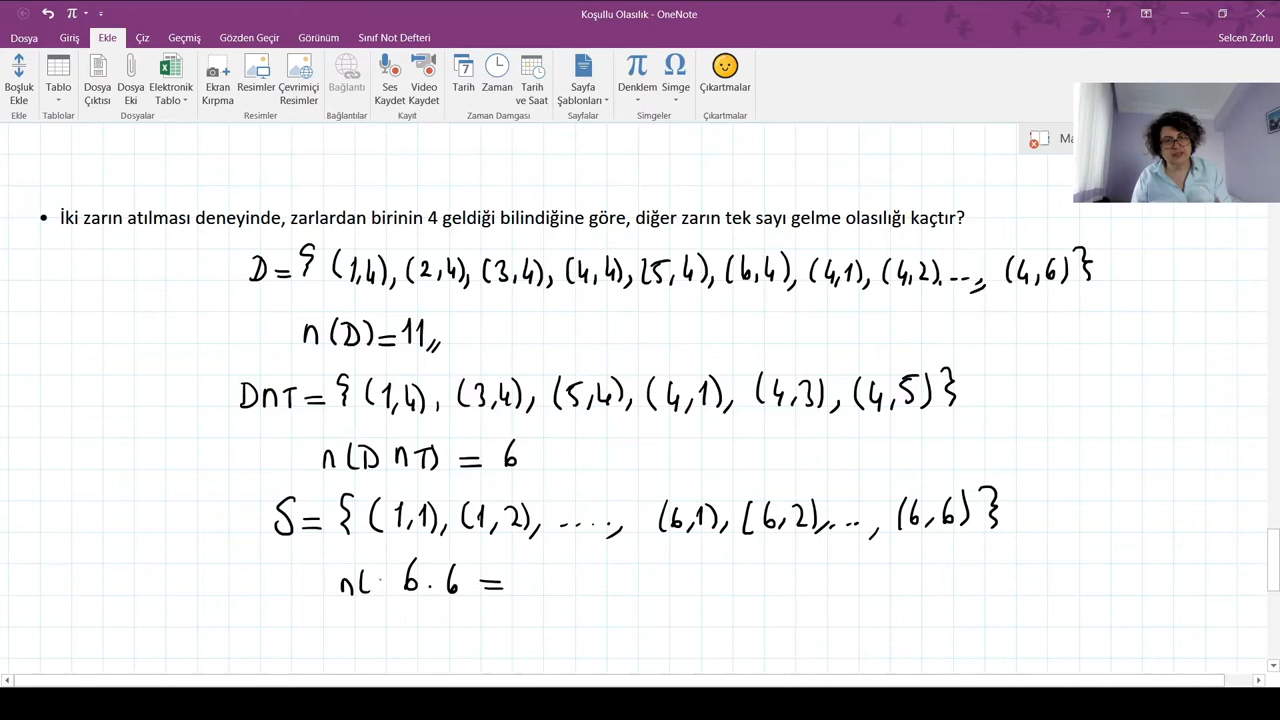 Koşullu Olasılık - OneNote
Dosya Giriş Ekle Çiz Geçmiş Gözden Geçir Görünüm Sınıf Not Defteri Selcen Zorlu
Boşluk Ekle Tablo Dosya Çıktısı Dosya Eki Elektronik Tablo Ekran Kırpma Resimler Çevrimiçi Resimler Bağlantı Ses Kaydet Video Kaydet Tarih Zaman Tarih ve Saat Sayfa Şablonları Denklem Simge Çıkartmalar
Ekle Tablolar Dosyalar Resimler Bağlantılar Kayıt Zaman Damgası Sayfalar Simgeler Çıkartmalar
• İki zarın atılması deneyinde, zarlardan birinin 4 geldiği bilindiğine göre, diğer zarın tek sayı gelme olasılığı kaçtır?
D={ (1,4), (2,4), (3,4), (4,4), (5,4), (6,4), (4,1), (4,2), ..., (4,6) }
n(D)=11
D∩T={ (1,4), (3,4), (5,4), (4,1), (4,3), (4,5) }
n(D∩T) = 6
S={ (1,1), (1,2), ...., (6,1), (6,2), ..., (6,6) }
n( 6.6 =